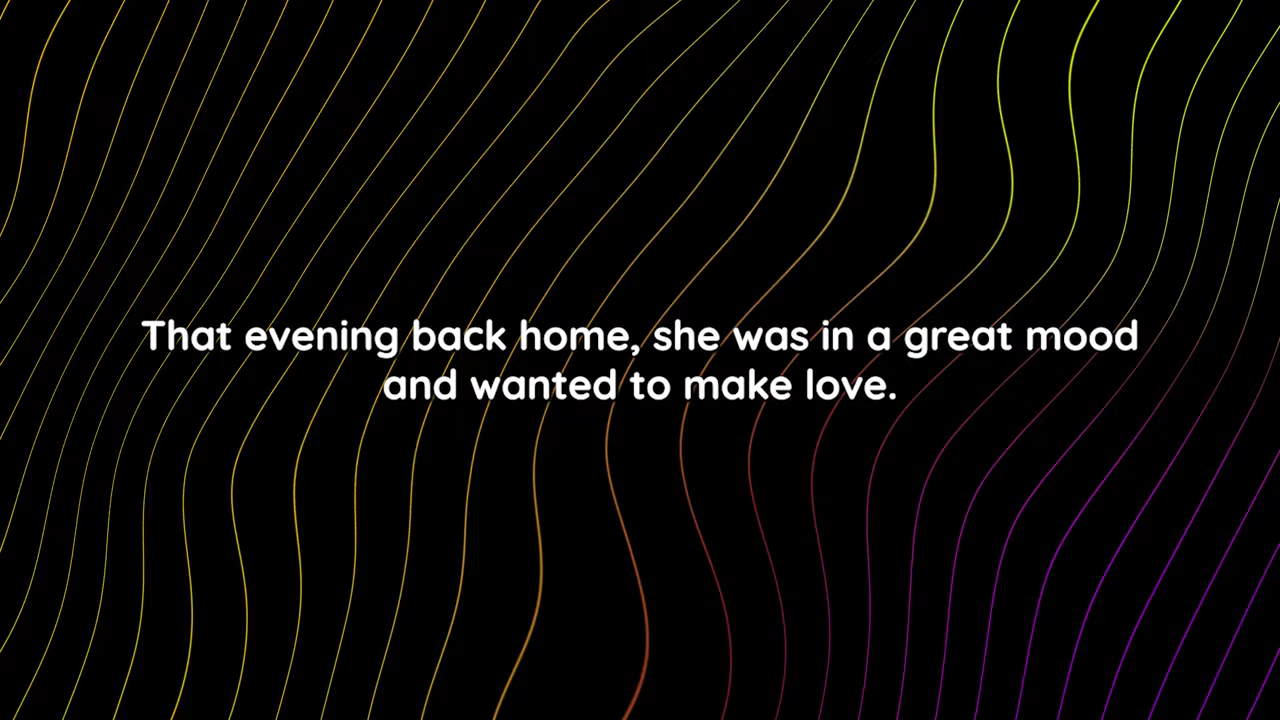 That evening back home, she was in a great mood
and wanted to make love.